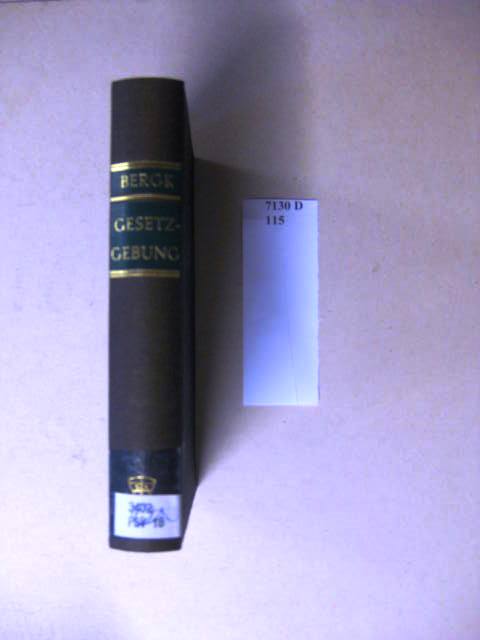 BERGK
GESETZ-
GEBUNG
7130 D
115